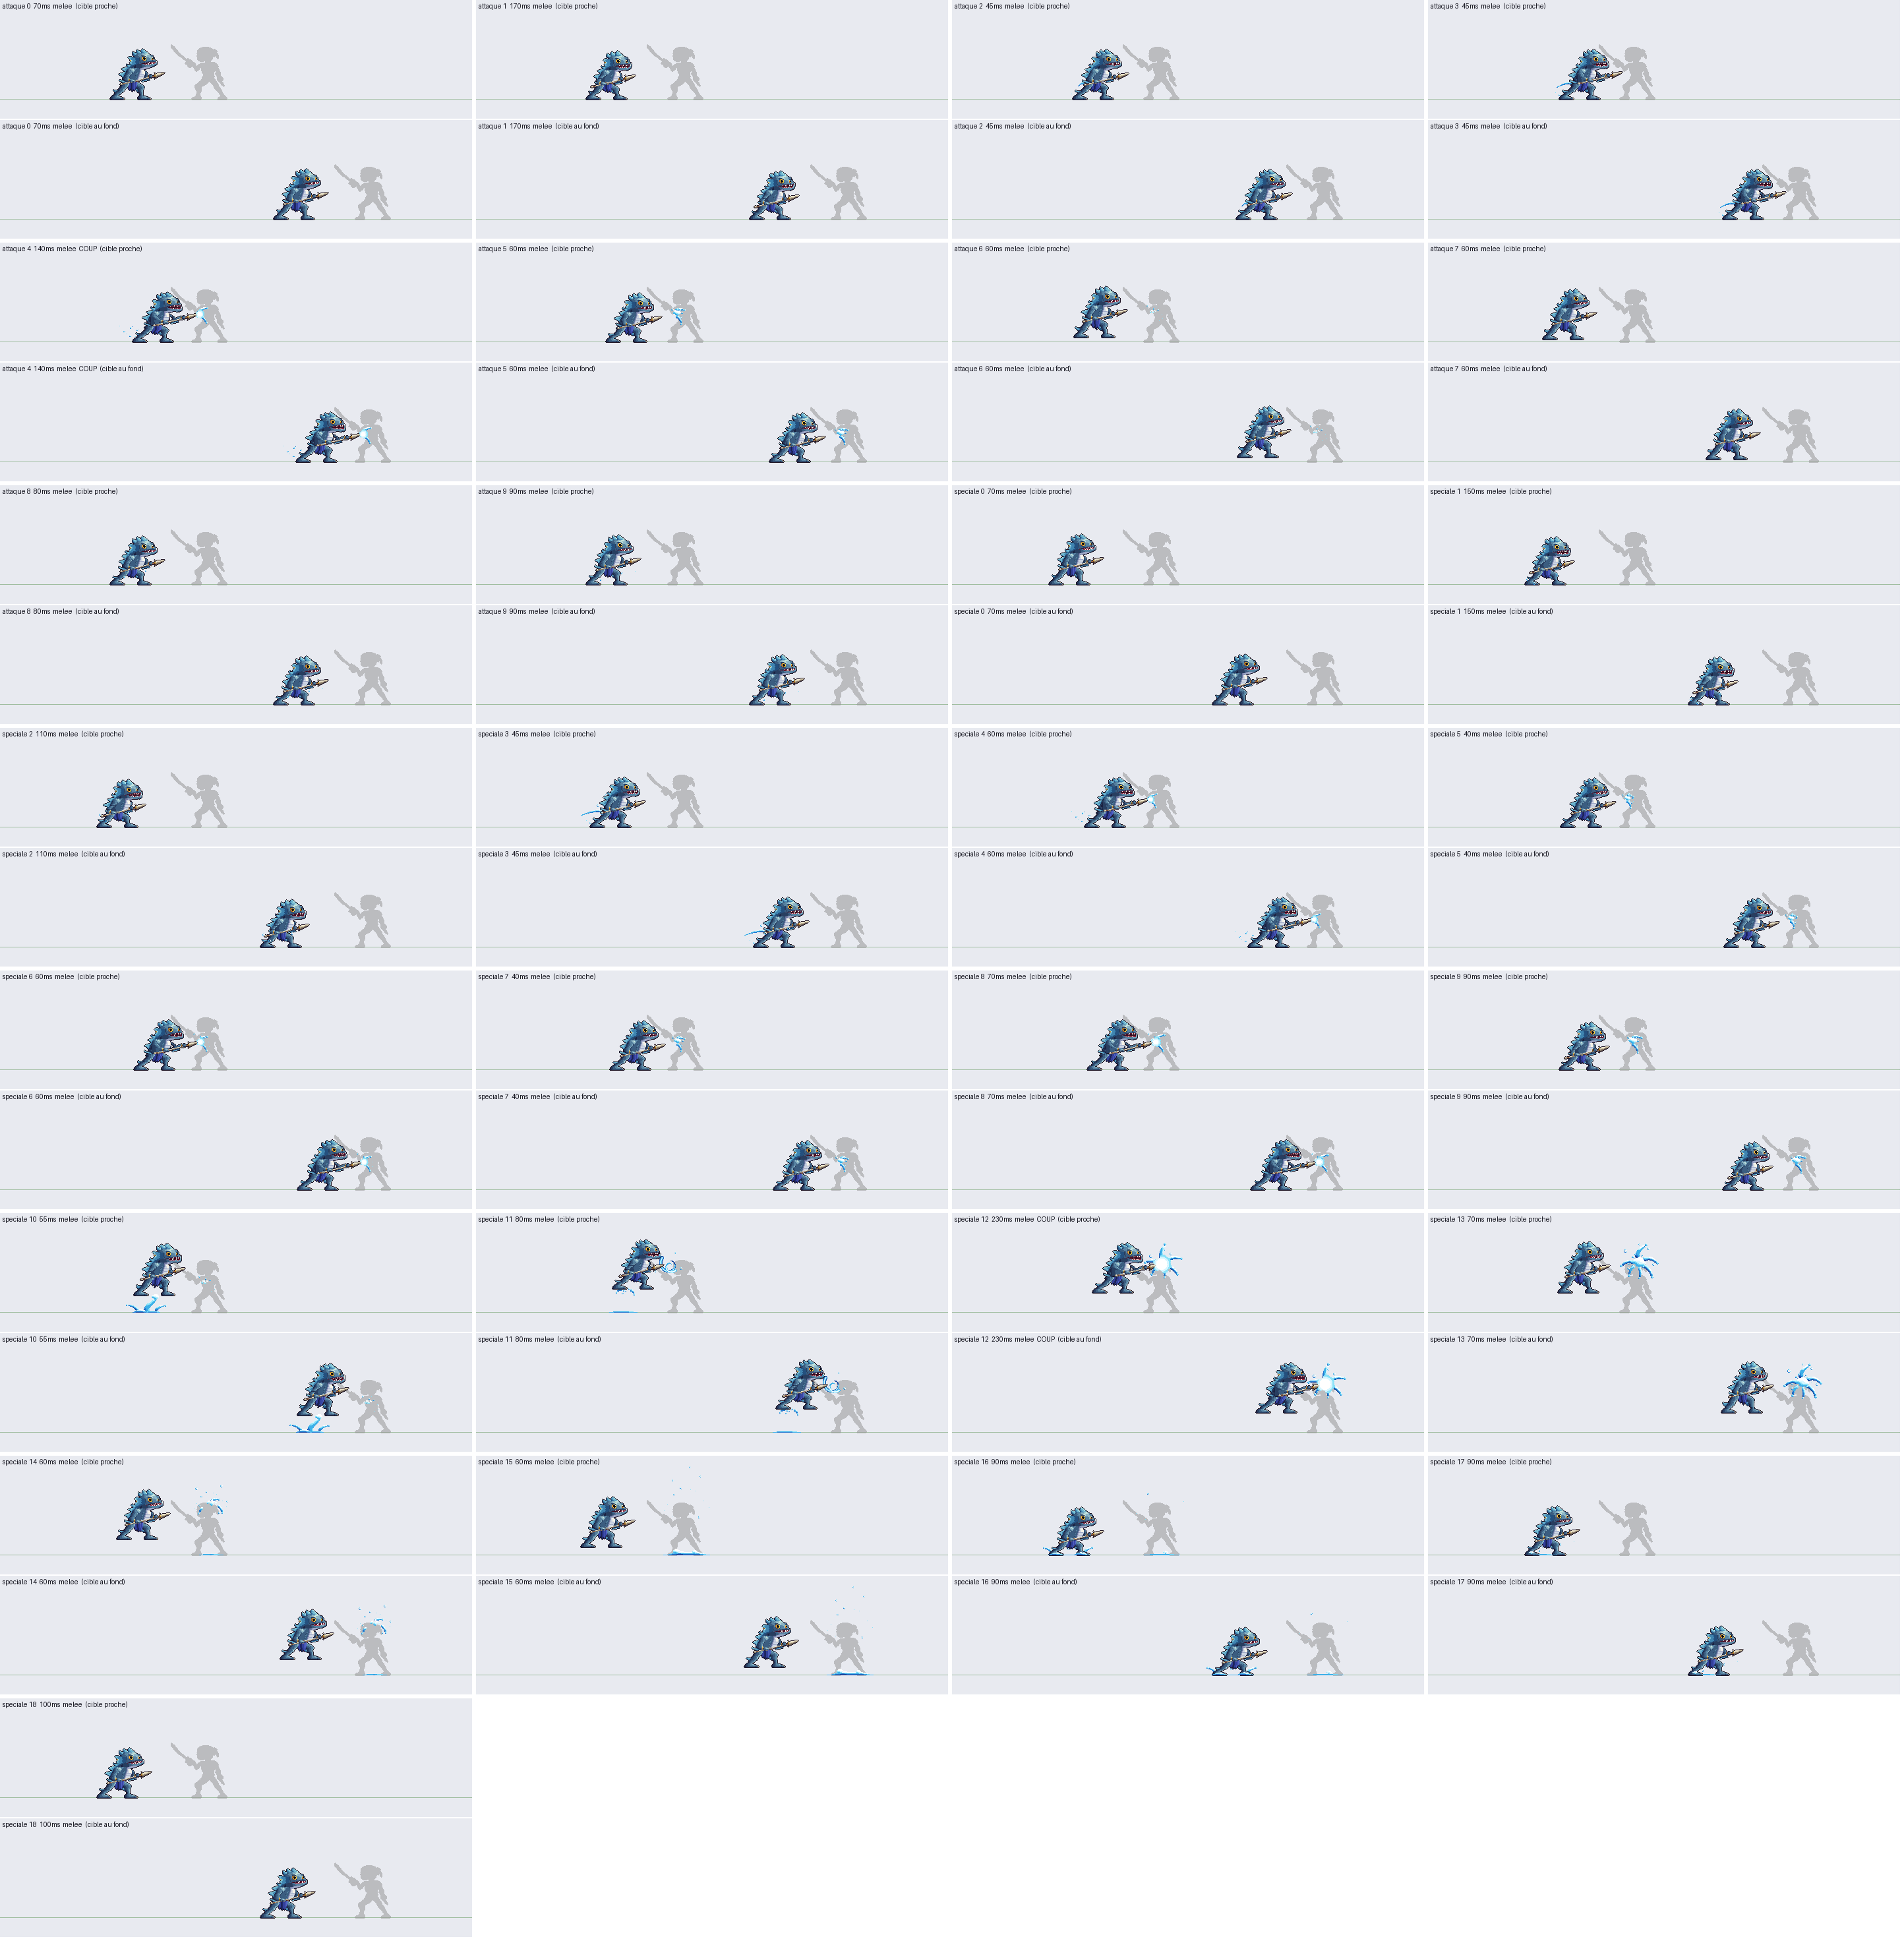 attaque 0 70ms melee (cible proche)
attaque 1 170ms melee (cible proche)
attaque 2 45ms melee (cible proche)
attaque 3 45ms melee (cible proche)
attaque 0 70ms melee (cible au fond)
attaque 1 170ms melee (cible au fond)
attaque 2 45ms melee (cible au fond)
attaque 3 45ms melee (cible au fond)
attaque 4 140ms melee COUP (cible proche)
attaque 5 60ms melee (cible proche)
attaque 6 60ms melee (cible proche)
attaque 7 60ms melee (cible proche)
attaque 4 140ms melee COUP (cible au fond)
attaque 5 60ms melee (cible au fond)
attaque 6 60ms melee (cible au fond)
attaque 7 60ms melee (cible au fond)
attaque 8 80ms melee (cible proche)
attaque 9 90ms melee (cible proche)
speciale 0 70ms melee (cible proche)
speciale 1 150ms melee (cible proche)
attaque 8 80ms melee (cible au fond)
attaque 9 90ms melee (cible au fond)
speciale 0 70ms melee (cible au fond)
speciale 1 150ms melee (cible au fond)
speciale 2 110ms melee (cible proche)
speciale 3 45ms melee (cible proche)
speciale 4 60ms melee (cible proche)
speciale 5 40ms melee (cible proche)
speciale 2 110ms melee (cible au fond)
speciale 3 45ms melee (cible au fond)
speciale 4 60ms melee (cible au fond)
speciale 5 40ms melee (cible au fond)
speciale 6 60ms melee (cible proche)
speciale 7 40ms melee (cible proche)
speciale 8 70ms melee (cible proche)
speciale 9 90ms melee (cible proche)
speciale 6 60ms melee (cible au fond)
speciale 7 40ms melee (cible au fond)
speciale 8 70ms melee (cible au fond)
speciale 9 90ms melee (cible au fond)
speciale 10 55ms melee (cible proche)
speciale 11 80ms melee (cible proche)
speciale 12 230ms melee COUP (cible proche)
speciale 13 70ms melee (cible proche)
speciale 10 55ms melee (cible au fond)
speciale 11 80ms melee (cible au fond)
speciale 12 230ms melee COUP (cible au fond)
speciale 13 70ms melee (cible au fond)
speciale 14 60ms melee (cible proche)
speciale 15 60ms melee (cible proche)
speciale 16 90ms melee (cible proche)
speciale 17 90ms melee (cible proche)
speciale 14 60ms melee (cible au fond)
speciale 15 60ms melee (cible au fond)
speciale 16 90ms melee (cible au fond)
speciale 17 90ms melee (cible au fond)
speciale 18 100ms melee (cible proche)
speciale 18 100ms melee (cible au fond)